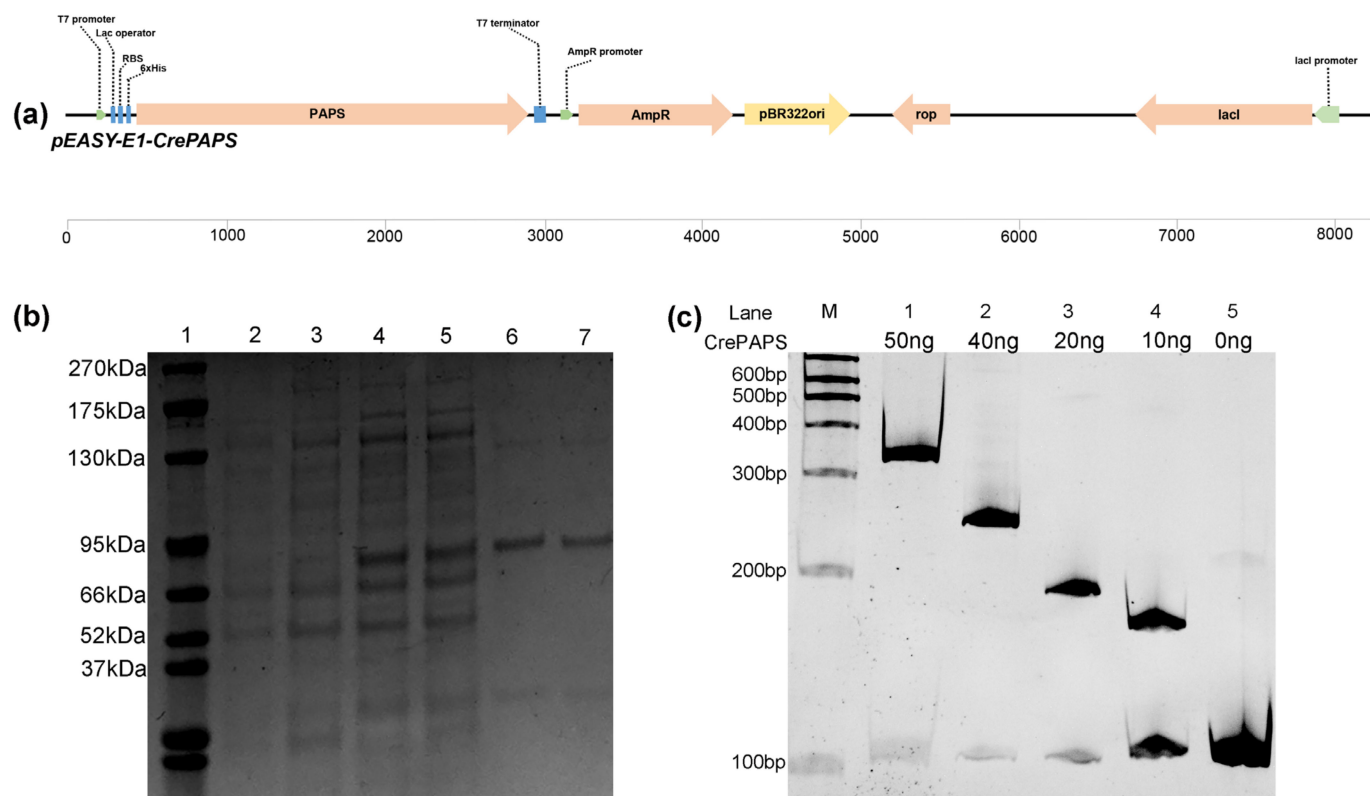 T7 promoter
Lac operator
RBS
6xHis
T7 terminator
AmpR promoter
lacI promoter
(a)
PAPS
AmpR
pBR322ori
rop
lacI
pEASY-E1-CrePAPS
0 1000 2000 3000 4000 5000 6000 7000 8000
(b)
1 2 3 4 5 6 7
270kDa
175kDa
130kDa
95kDa
66kDa
52kDa
37kDa
(c)
Lane M 1 2 3 4 5
CrePAPS 50ng 40ng 20ng 10ng 0ng
600bp
500bp
400bp
300bp
200bp
100bp